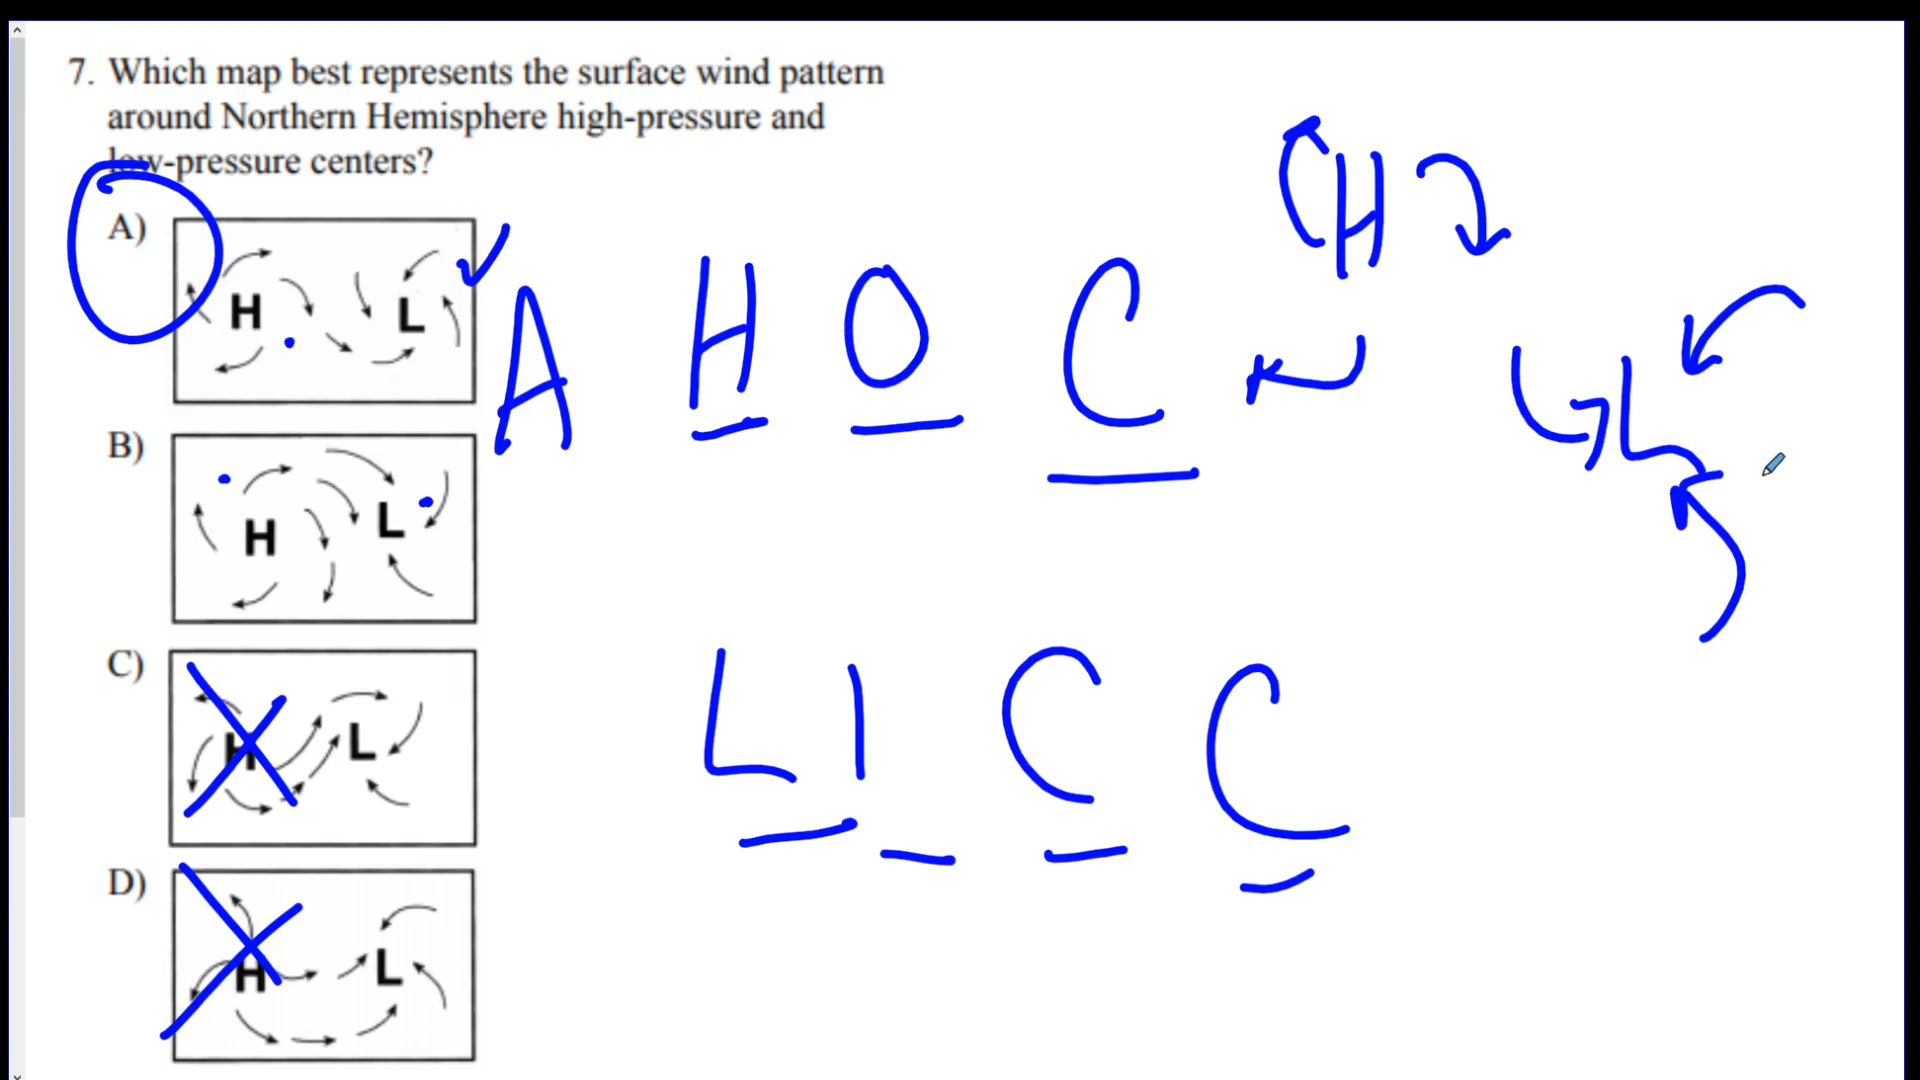 7. Which map best represents the surface wind pattern
around Northern Hemisphere high-pressure and
low-pressure centers?
A)
H L
B)
H L
C)
H L
D)
H L
A H O C
H
L
L I C C